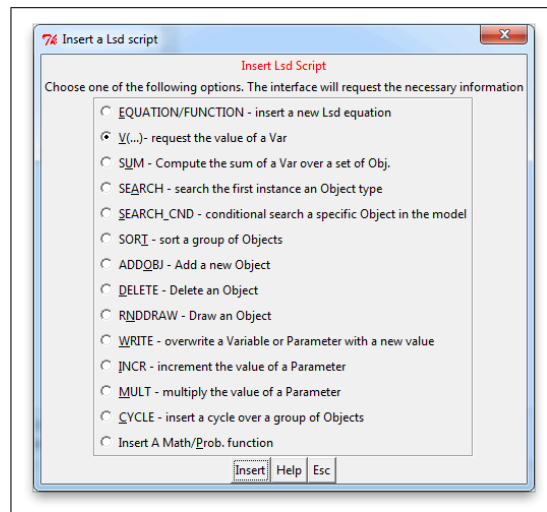 Insert a Lsd script
Insert Lsd Script
Choose one of the following options. The interface will request the necessary information
EQUATION/FUNCTION - insert a new Lsd equation
V(...)- request the value of a Var
SUM - Compute the sum of a Var over a set of Obj.
SEARCH - search the first instance an Object type
SEARCH_CND - conditional search a specific Object in the model
SORT - sort a group of Objects
ADDOBJ - Add a new Object
DELETE - Delete an Object
RNDDRAW - Draw an Object
WRITE - overwrite a Variable or Parameter with a new value
INCR - increment the value of a Parameter
MULT - multiply the value of a Parameter
CYCLE - insert a cycle over a group of Objects
Insert A Math/Prob. function
Insert Help Esc